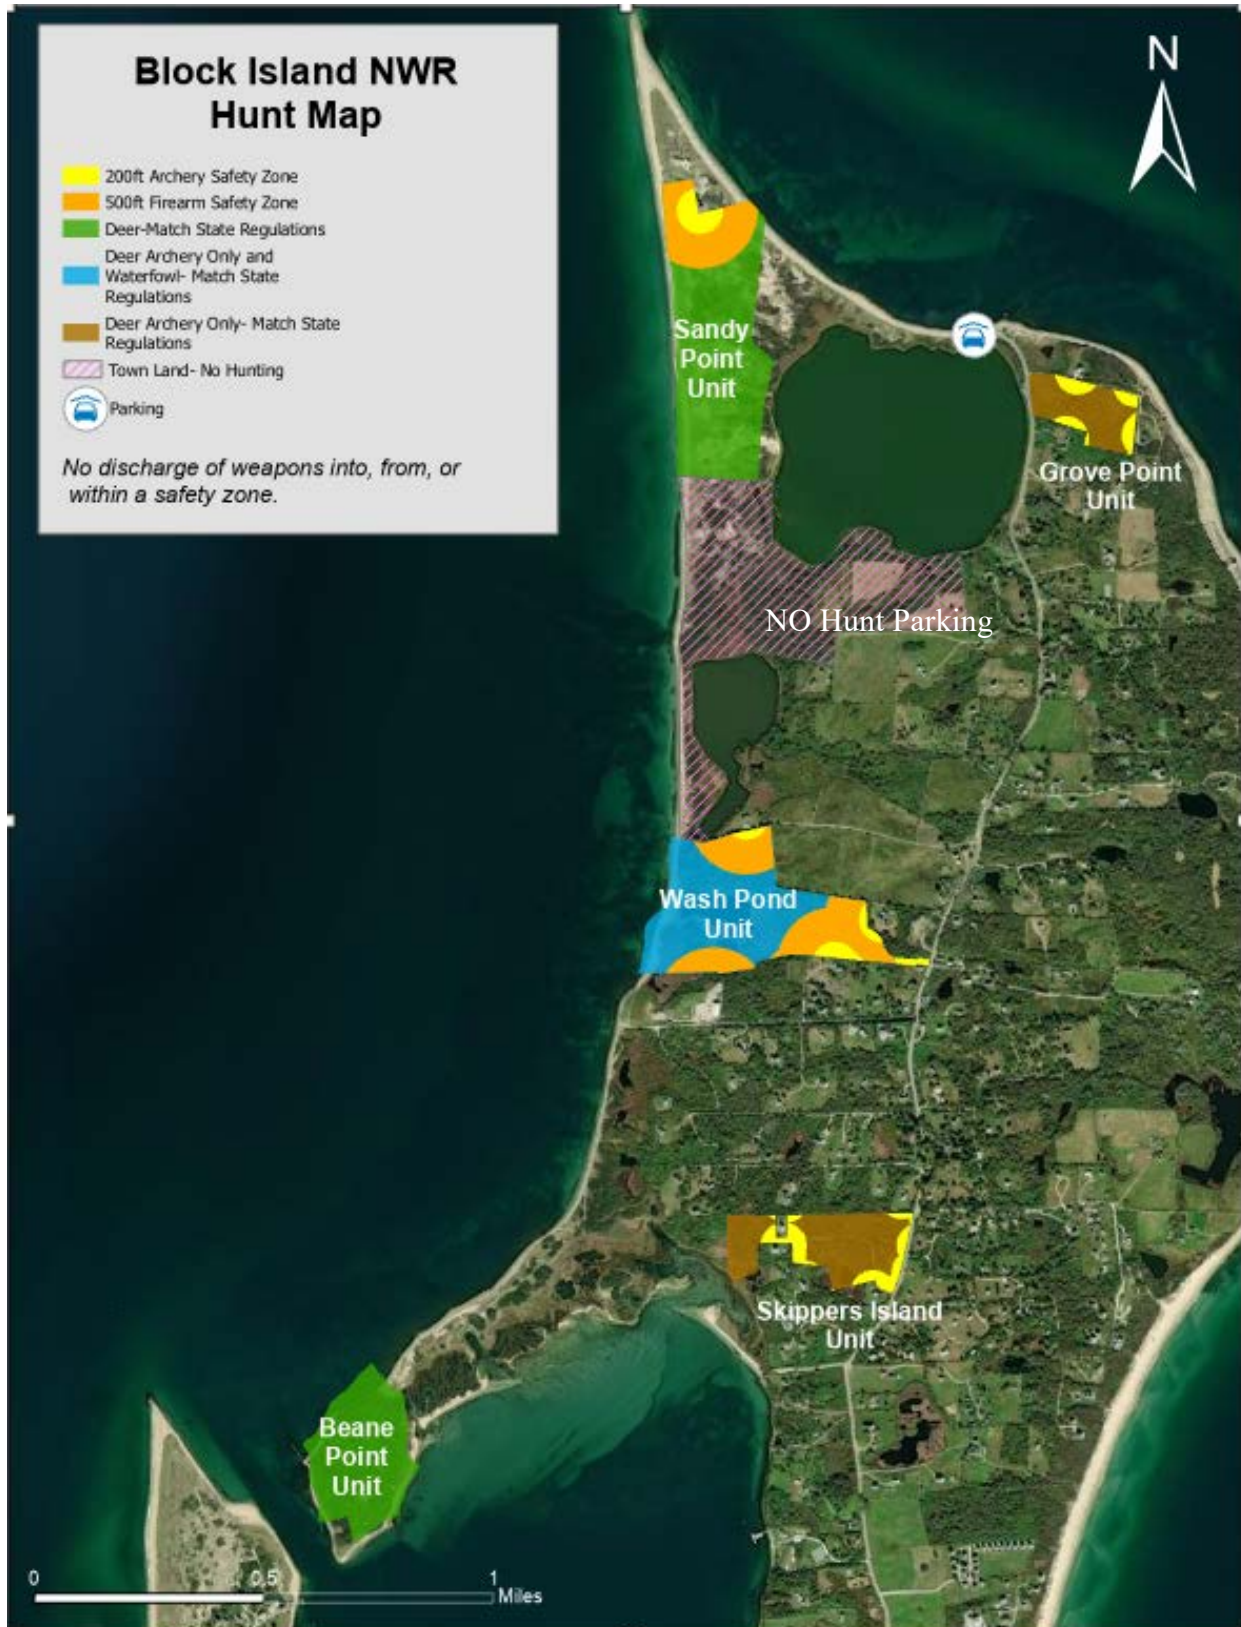 Block Island NWR
Hunt Map
200ft Archery Safety Zone
500ft Firearm Safety Zone
Deer-Match State Regulations
Deer Archery Only and
Waterfowl- Match State
Regulations
Deer Archery Only- Match State
Regulations
Town Land- No Hunting
Parking
No discharge of weapons into, from, or
within a safety zone.
N
Sandy
Point
Unit
Grove Point
Unit
NO Hunt Parking
Wash Pond
Unit
Skippers Island
Unit
Beane
Point
Unit
0 0.5 1
Miles